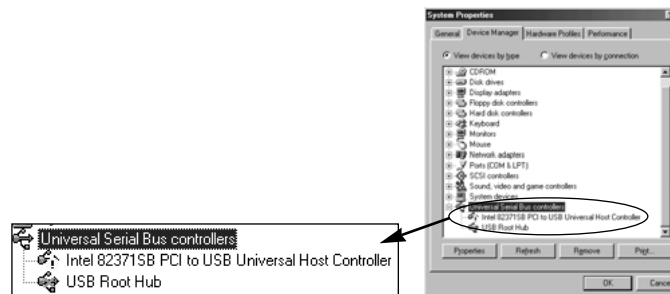 System Properties
General Device Manager Hardware Profiles Performance
View devices by type View devices by connection
CDROM
Disk drives
Display adapters
Floppy disk controllers
Hard disk controllers
Keyboard
Monitors
Mouse
Network adapters
Ports (COM & LPT)
SCSI controllers
Sound, video and game controllers
System devices
Universal Serial Bus controllers
Intel 82371SB PCI to USB Universal Host Controller
USB Root Hub
Properties Refresh Remove Print...
OK Cance
Universal Serial Bus controllers
Intel 82371SB PCI to USB Universal Host Controller
USB Root Hub